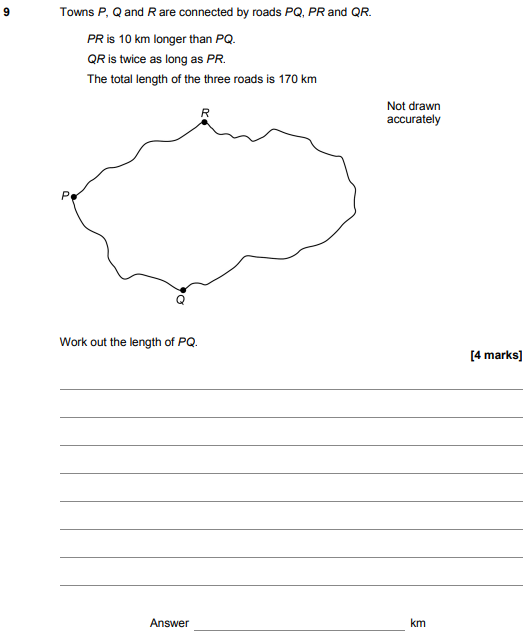 9 Towns P, Q and R are connected by roads PQ, PR and QR.
PR is 10 km longer than PQ.
QR is twice as long as PR.
The total length of the three roads is 170 km
Not drawn
accurately
R
P
Q
Work out the length of PQ.
[4 marks]
Answer km